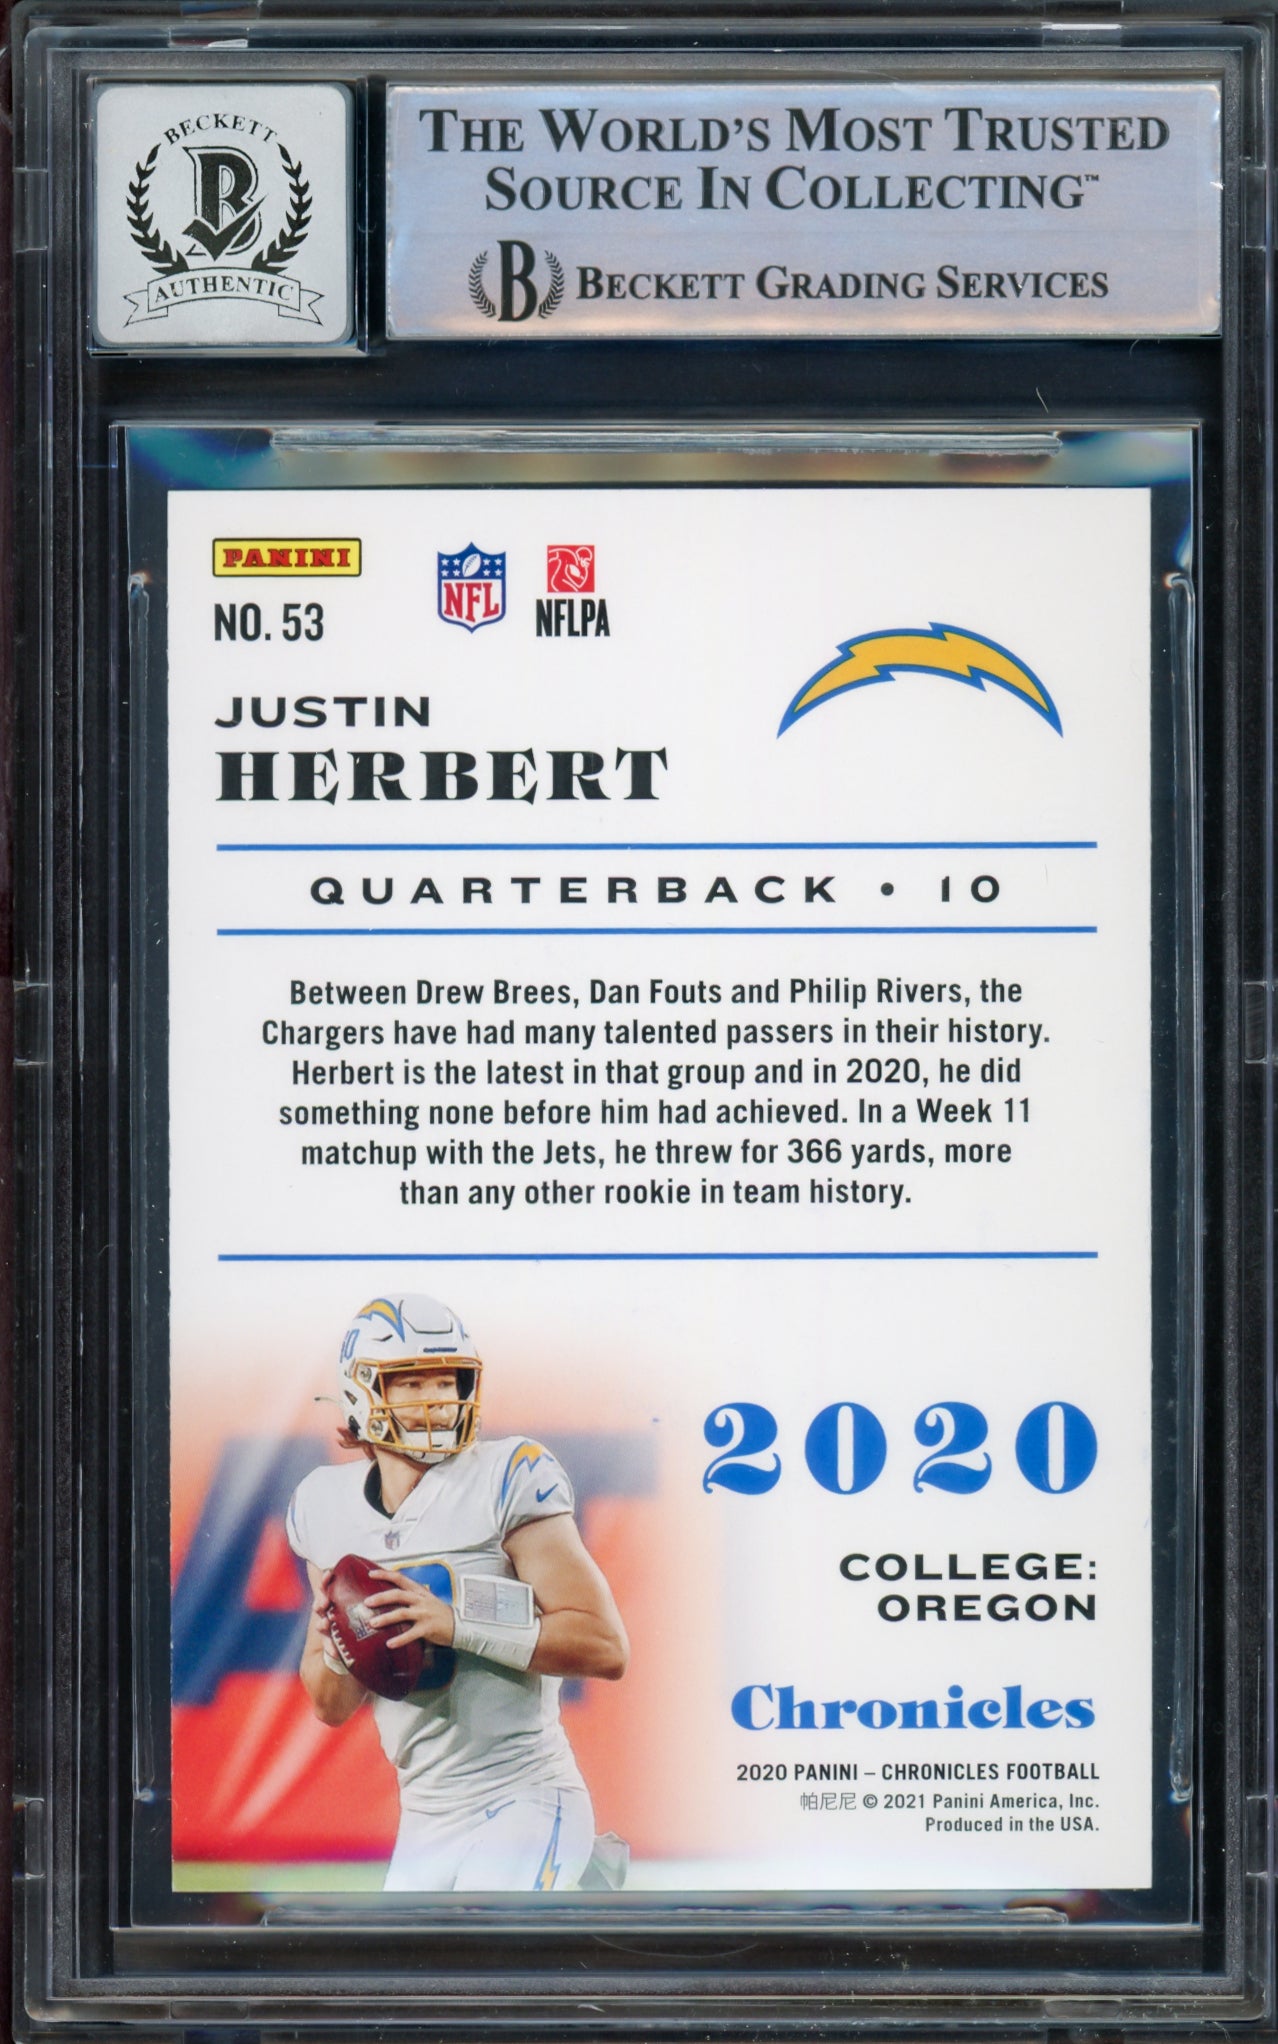 BECKETT
B
AUTHENTIC
THE WORLD'S MOST TRUSTED
SOURCE IN COLLECTING™
B BECKETT GRADING SERVICES
PANINI
NFL
NFLPA
NO. 53
JUSTIN
HERBERT
QUARTERBACK • 10
Between Drew Brees, Dan Fouts and Philip Rivers, the
Chargers have had many talented passers in their history.
Herbert is the latest in that group and in 2020, he did
something none before him had achieved. In a Week 11
matchup with the Jets, he threw for 366 yards, more
than any other rookie in team history.
2020
COLLEGE:
OREGON
Chronicles
2020 PANINI – CHRONICLES FOOTBALL
帕尼尼 © 2021 Panini America, Inc.
Produced in the USA.